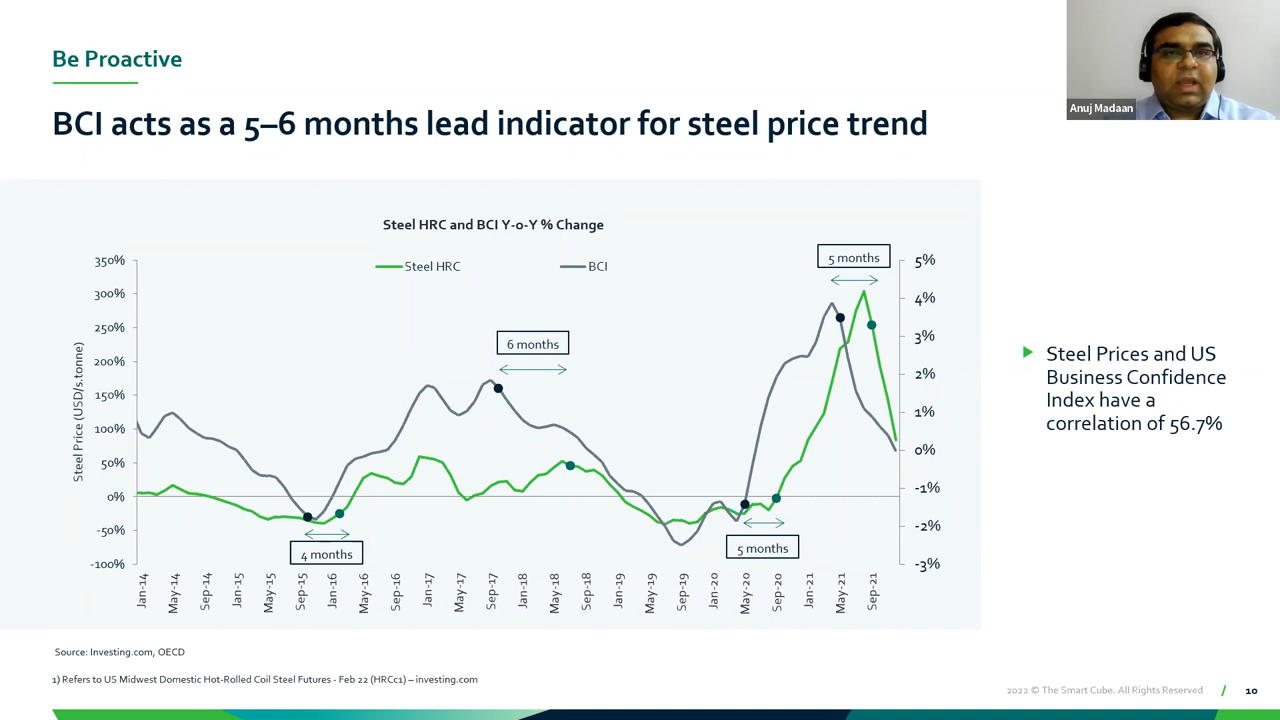 Be Proactive
Anuj Madaan
BCI acts as a 5–6 months lead indicator for steel price trend
Steel HRC and BCI Y-o-Y % Change
Steel HRC
BCI
Steel Price (USD/s.tonne)
350%
300%
250%
200%
150%
100%
50%
0%
-50%
-100%
5%
4%
3%
2%
1%
0%
-1%
-2%
-3%
4 months
6 months
5 months
5 months
Jan-14
May-14
Sep-14
Jan-15
May-15
Sep-15
Jan-16
May-16
Sep-16
Jan-17
May-17
Sep-17
Jan-18
May-18
Sep-18
Jan-19
May-19
Sep-19
Jan-20
May-20
Sep-20
Jan-21
May-21
Sep-21
Steel Prices and US
Business Confidence
Index have a
correlation of 56.7%
Source: Investing.com, OECD
1) Refers to US Midwest Domestic Hot-Rolled Coil Steel Futures - Feb 22 (HRCc1) – investing.com
2022 © The Smart Cube. All Rights Reserved / 10